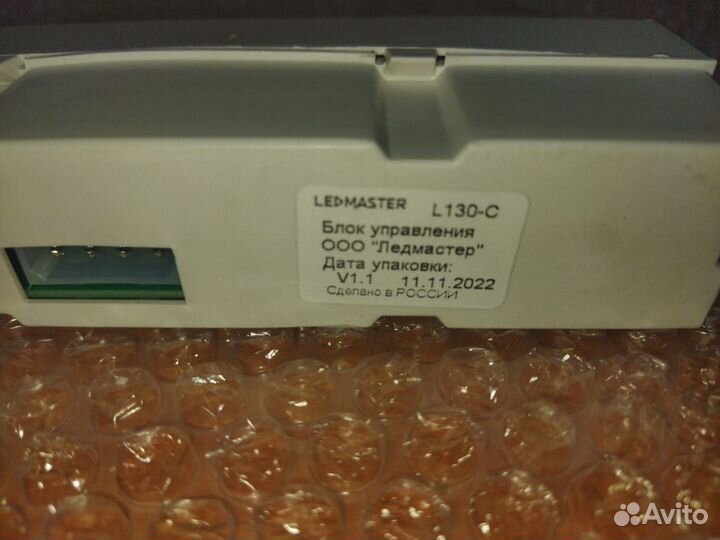 LEDMASTER L130-C
Блок управления
ООО "Ледмастер"
Дата упаковки:
V1.1 11.11.2022
Сделано в РОССИИ
Avito